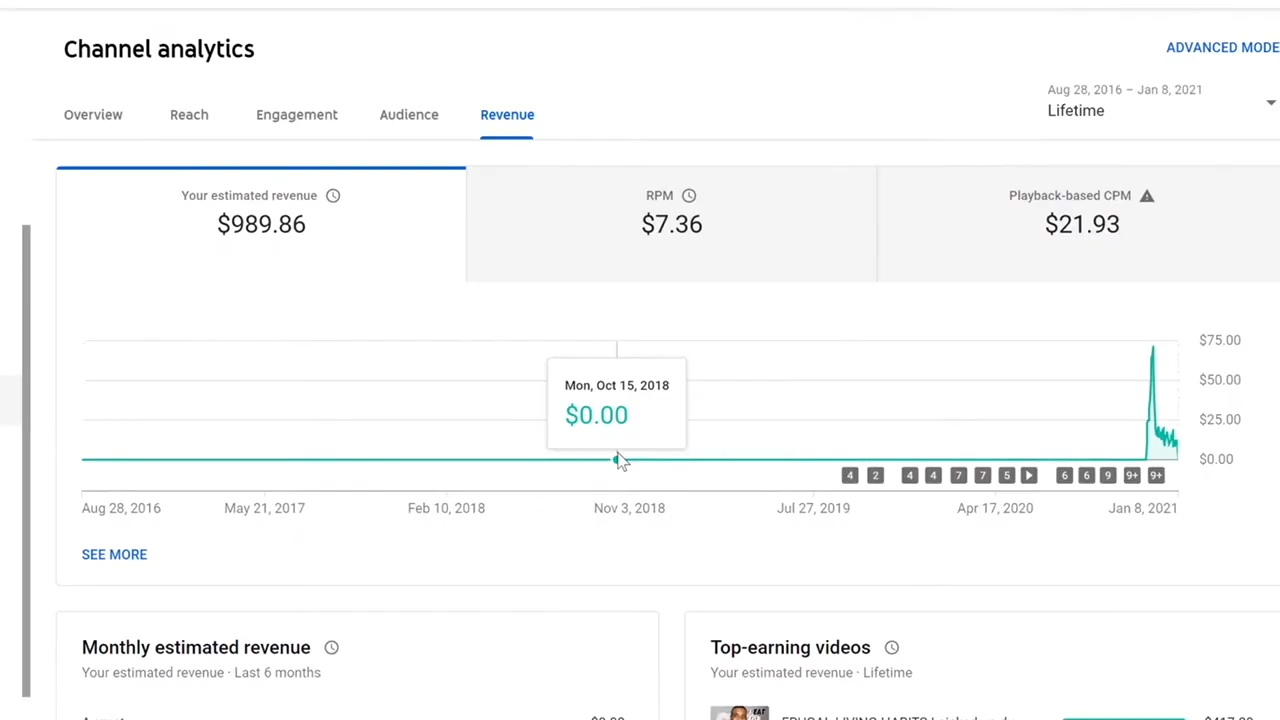 Channel analytics
ADVANCED MODE
Overview Reach Engagement Audience Revenue
Aug 28, 2016 – Jan 8, 2021
Lifetime
Your estimated revenue RPM Playback-based CPM
$989.86 $7.36 $21.93
$75.00
$50.00
$25.00
$0.00
Mon, Oct 15, 2018
$0.00
4 2 4 4 7 7 5 6 6 9 9+ 9+
Aug 28, 2016 May 21, 2017 Feb 10, 2018 Nov 3, 2018 Jul 27, 2019 Apr 17, 2020 Jan 8, 2021
SEE MORE
Monthly estimated revenue
Your estimated revenue · Last 6 months
Top-earning videos
Your estimated revenue · Lifetime